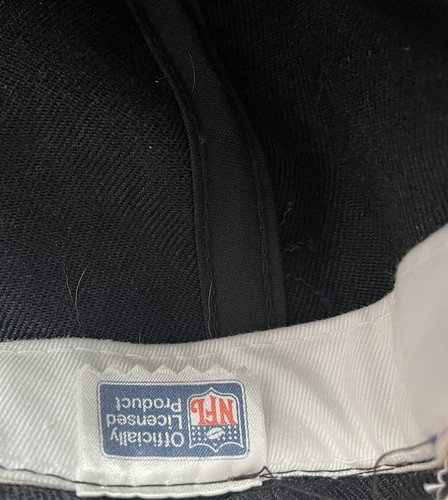 Officially
Licensed
Product
NFL